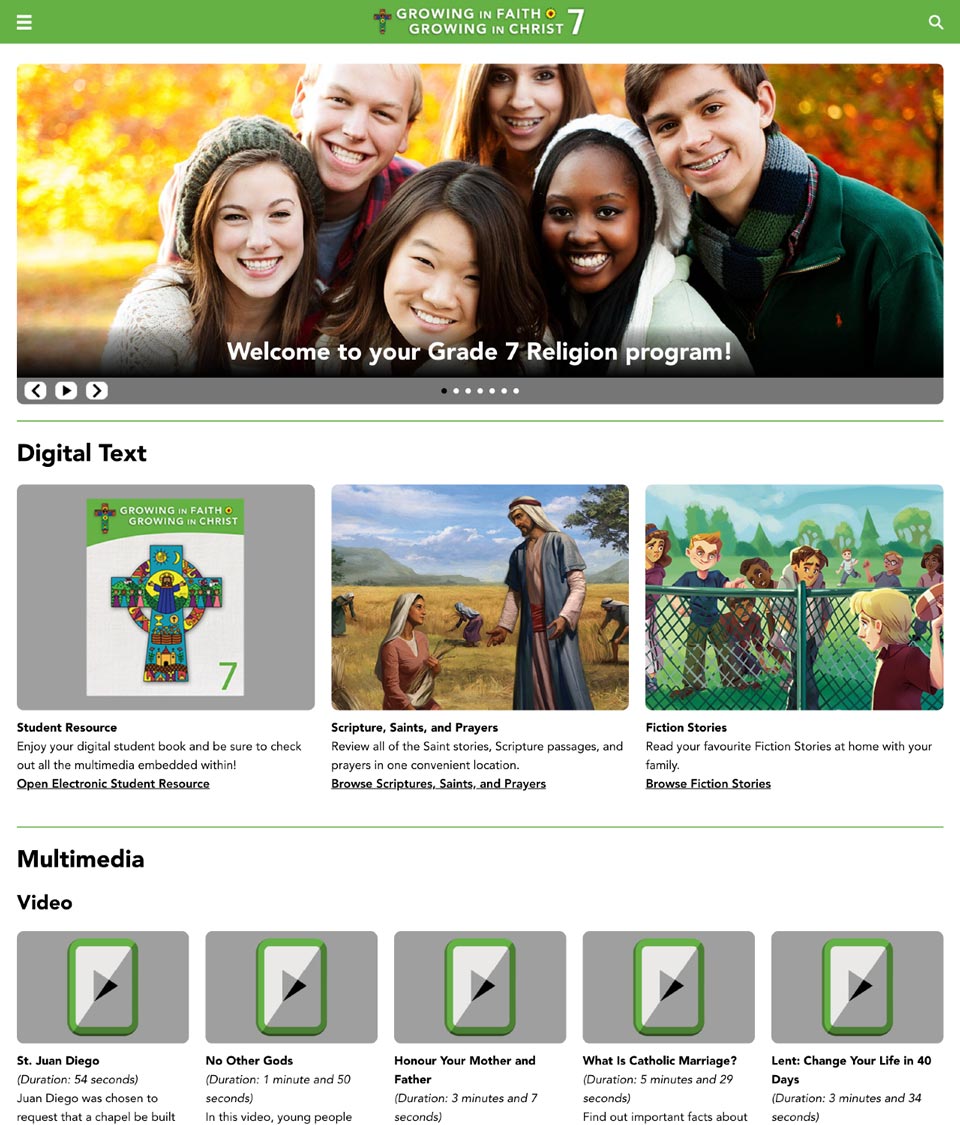 GROWING IN FAITH
GROWING IN CHRIST 7
Welcome to your Grade 7 Religion program!
Digital Text
GROWING IN FAITH
GROWING IN CHRIST
7
Student Resource
Enjoy your digital student book and be sure to check
out all the multimedia embedded within!
Open Electronic Student Resource
Scripture, Saints, and Prayers
Review all of the Saint stories, Scripture passages, and
prayers in one convenient location.
Browse Scriptures, Saints, and Prayers
Fiction Stories
Read your favourite Fiction Stories at home with your
family.
Browse Fiction Stories
Multimedia
Video
St. Juan Diego
(Duration: 54 seconds)
Juan Diego was chosen to
request that a chapel be built
No Other Gods
(Duration: 1 minute and 50
seconds)
In this video, young people
Honour Your Mother and
Father
(Duration: 3 minutes and 7
seconds)
What Is Catholic Marriage?
(Duration: 5 minutes and 29
seconds)
Find out important facts about
Lent: Change Your Life in 40
Days
(Duration: 3 minutes and 34
seconds)